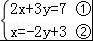 2x+3y=7 ①
x=-2y+3 ②